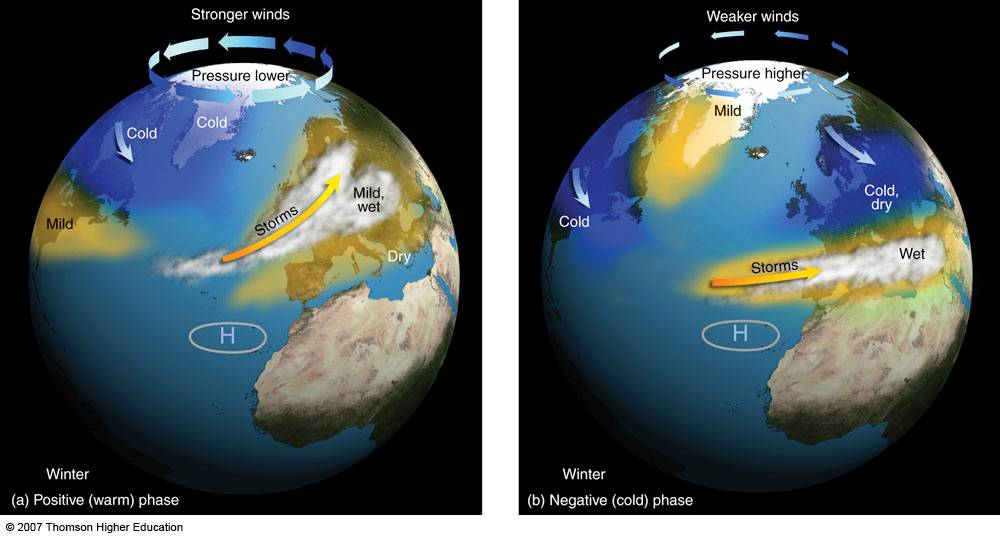 Stronger winds
Pressure lower
Cold
Cold
Mild
Storms
Mild,
wet
Dry
H
Winter
(a) Positive (warm) phase
Weaker winds
Pressure higher
Mild
Cold
Cold,
dry
Storms
Wet
H
Winter
(b) Negative (cold) phase
© 2007 Thomson Higher Education